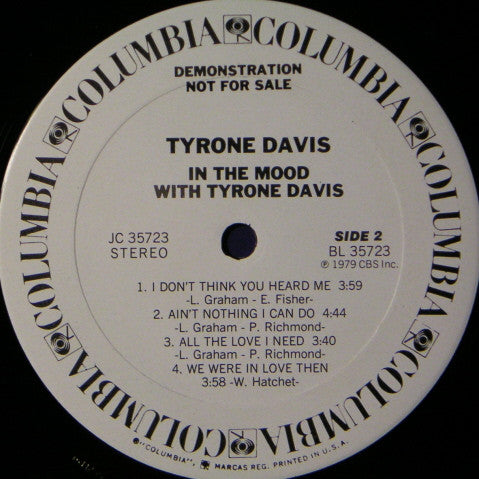 COLUMBIA COLUMBIA COLUMBIA COLUMBIA COLUMBIA COLUMBIA COLUMBIA
DEMONSTRATION
NOT FOR SALE
TYRONE DAVIS
IN THE MOOD
WITH TYRONE DAVIS
JC 35723
STEREO
SIDE 2
BL 35723
℗ 1979 CBS Inc.
1. I DON'T THINK YOU HEARD ME 3:59
-L. Graham - E. Fisher-
2. AIN'T NOTHING I CAN DO 4:44
-L. Graham - P. Richmond-
3. ALL THE LOVE I NEED 3:40
-L. Graham - P. Richmond-
4. WE WERE IN LOVE THEN
3:58 -W. Hatchet-
®"COLUMBIA", MARCAS REG. PRINTED IN U.S.A.